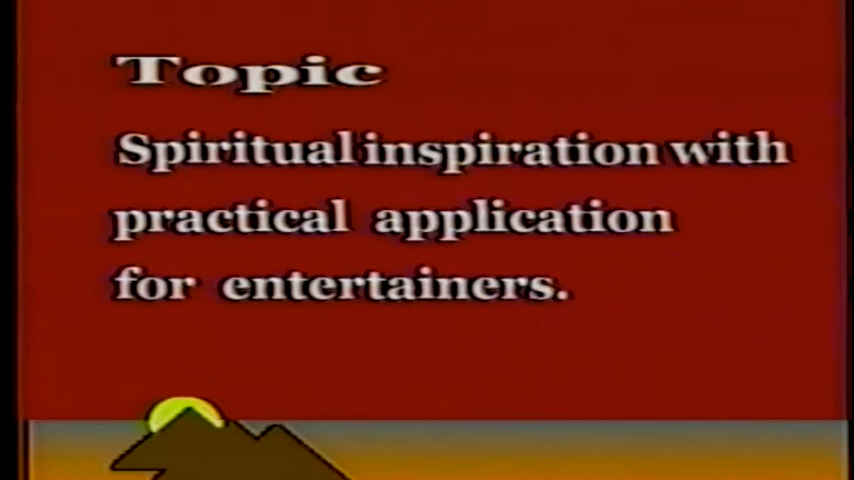 Topic
Spiritual inspiration with
practical application
for entertainers.